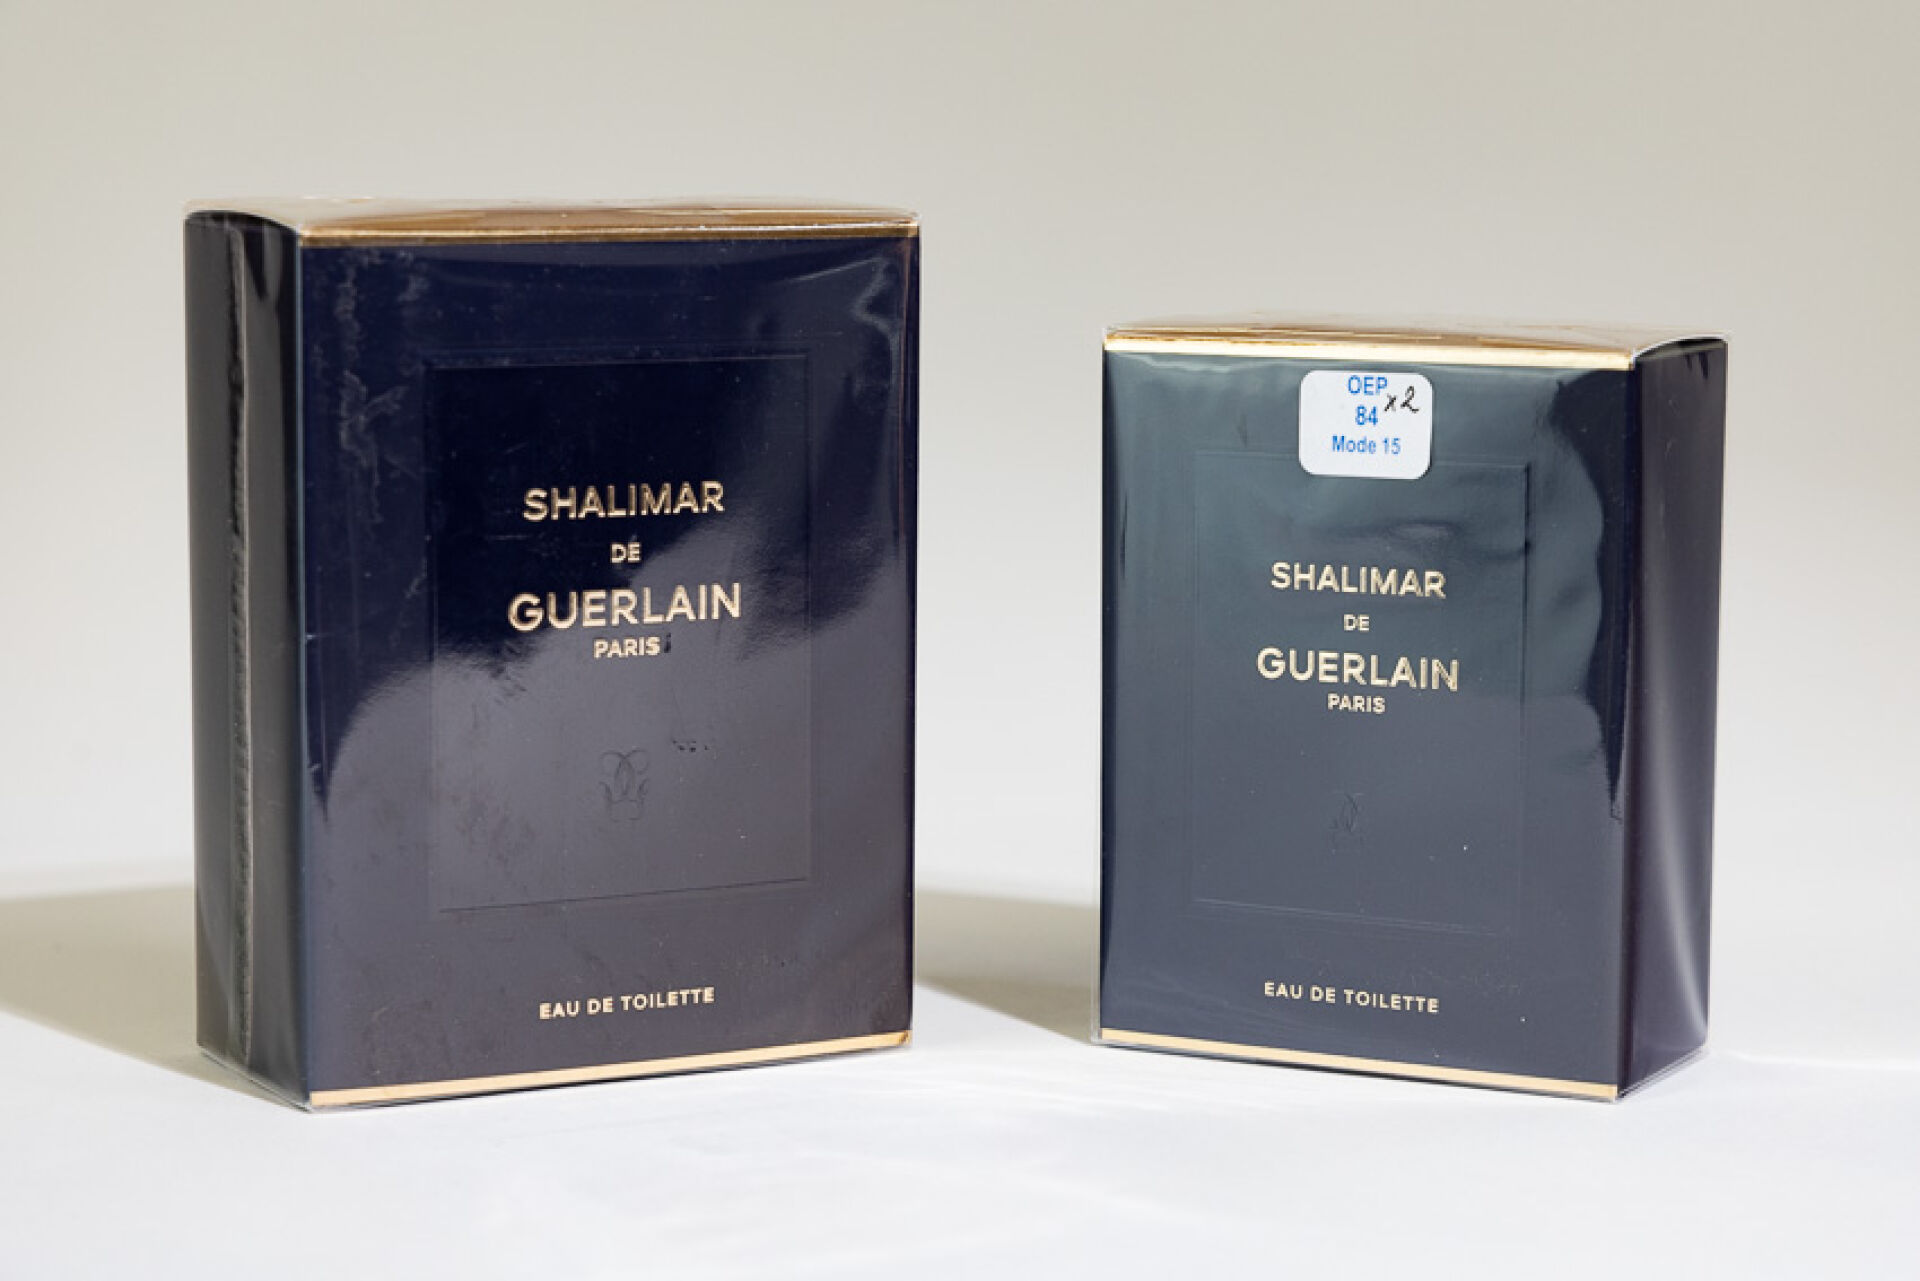 SHALIMAR
DE
GUERLAIN
PARIS
EAU DE TOILETTE
OEP
84 x2
Mode 15
SHALIMAR
DE
GUERLAIN
PARIS
EAU DE TOILETTE